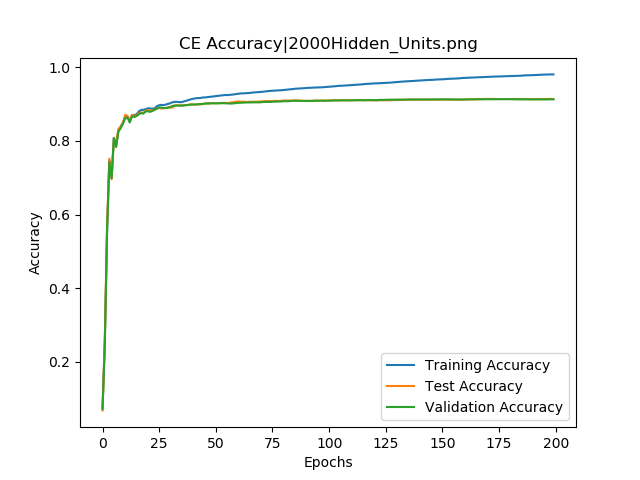 CE Accuracy|2000Hidden_Units.png
1.0
0.8
0.6
0.4
0.2
Accuracy
0 25 50 75 100 125 150 175 200
Epochs
Training Accuracy
Test Accuracy
Validation Accuracy